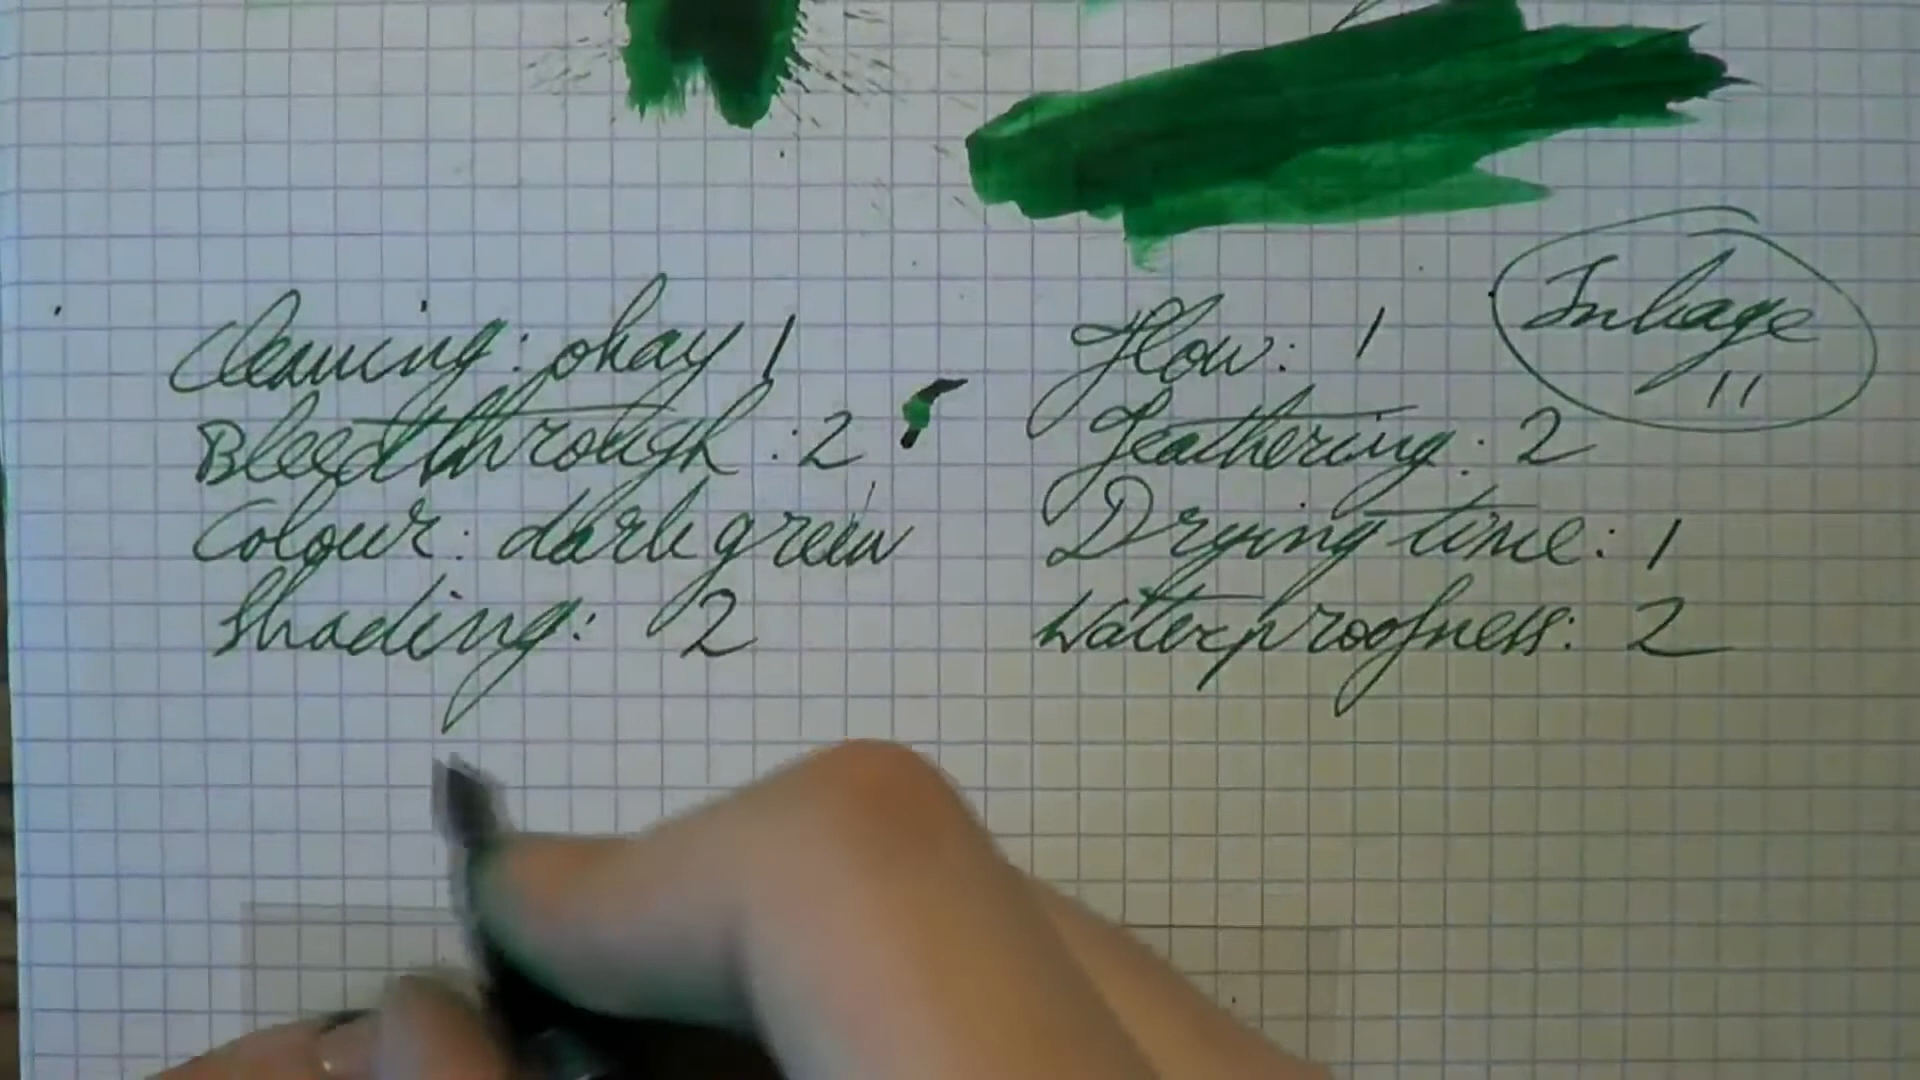 Cleaning: okay 1
Bleedthrough: 2
Colour: dark green
Shading: 2
Flow: 1
Feathering: 2
Drying time: 1
Waterproofness: 2
Inkage
11